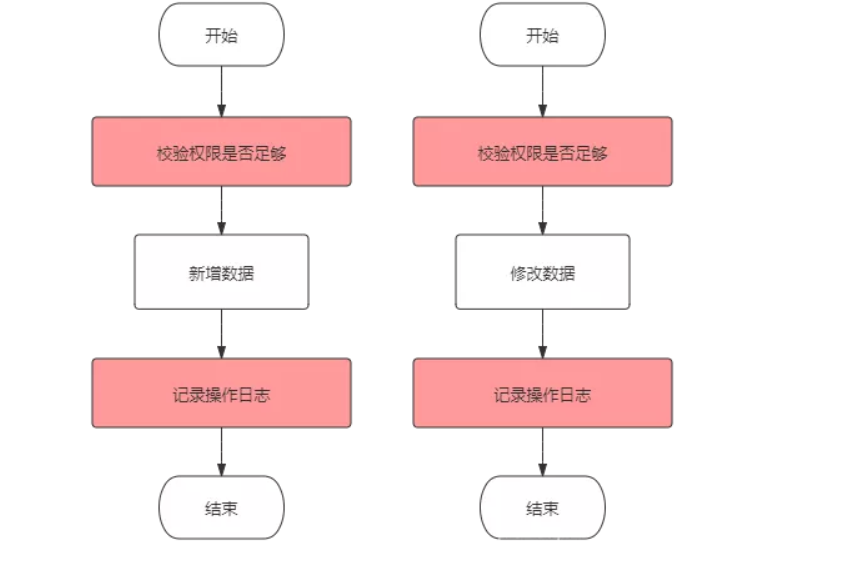 开始
校验权限是否足够
新增数据
记录操作日志
结束
开始
校验权限是否足够
修改数据
记录操作日志
结束